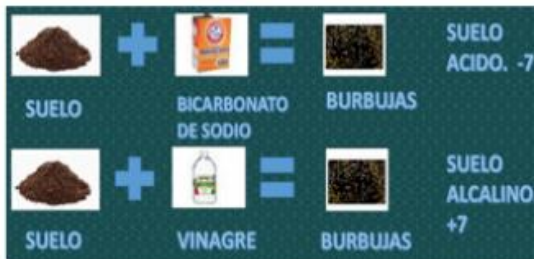 SUELO
ACIDO. -7
SUELO
BICARBONATO
DE SODIO
BURBUJAS
SUELO
ALCALINO
+7
SUELO
VINAGRE
BURBUJAS